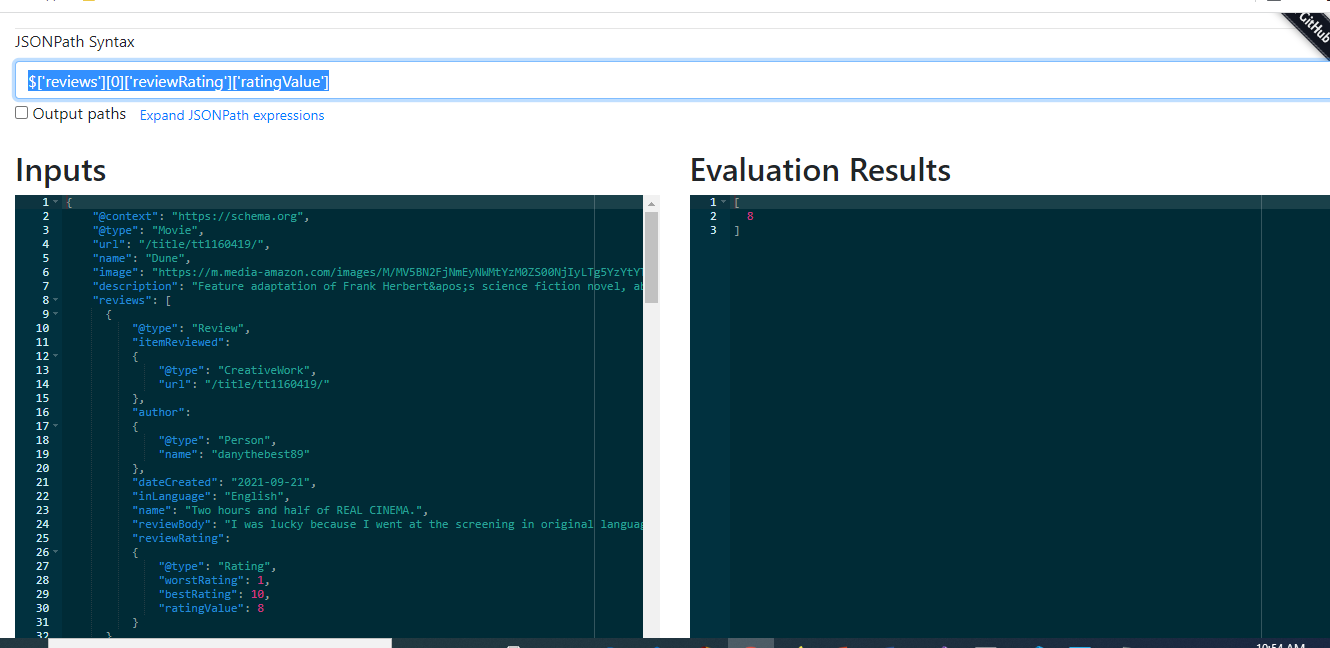 GitHub
JSONPath Syntax
$['reviews'][0]['reviewRating']['ratingValue']
Output paths Expand JSONPath expressions
Inputs
1 {
2 "@context": "https://schema.org",
3 "@type": "Movie",
4 "url": "/title/tt1160419/",
5 "name": "Dune",
6 "image": "https://m.media-amazon.com/images/M/MV5BN2FjNmEyNWMtYzM0ZS00NjIyLTg5YzYtYT
7 "description": "Feature adaptation of Frank Herbert&apos;s science fiction novel, ab
8 "reviews": [
9 {
10 "@type": "Review",
11 "itemReviewed":
12 {
13 "@type": "CreativeWork",
14 "url": "/title/tt1160419/"
15 },
16 "author":
17 {
18 "@type": "Person",
19 "name": "danythebest89"
20 },
21 "dateCreated": "2021-09-21",
22 "inLanguage": "English",
23 "name": "Two hours and half of REAL CINEMA.",
24 "reviewBody": "I was lucky because I went at the screening in original languag
25 "reviewRating":
26 {
27 "@type": "Rating",
28 "worstRating": 1,
29 "bestRating": 10,
30 "ratingValue": 8
31 }
32 }
Evaluation Results
1 [
2 8
3 ]
10:54 AM